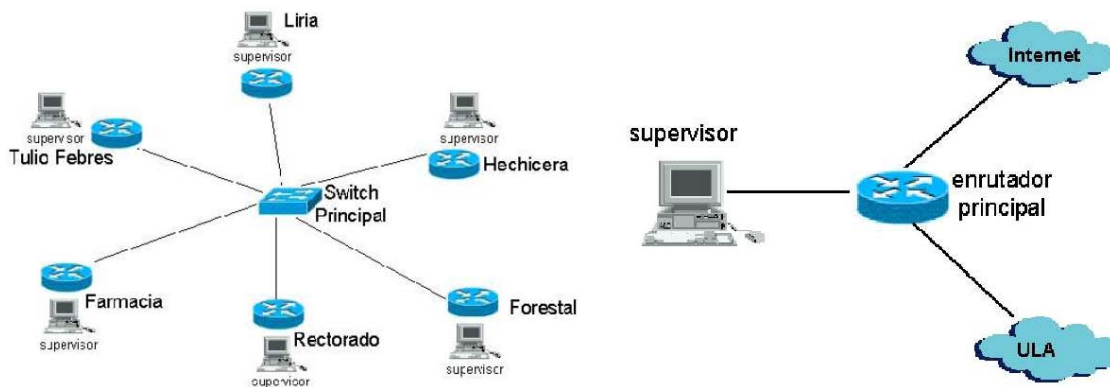 Liria
supervisor
supervisor
Tulio Febres
supervisor
Hechicera
Switch
Principal
Farmacia
supervisor
Rectorado
supervisor
Forestal
supervisor
Internet
supervisor
enrutador
principal
ULA